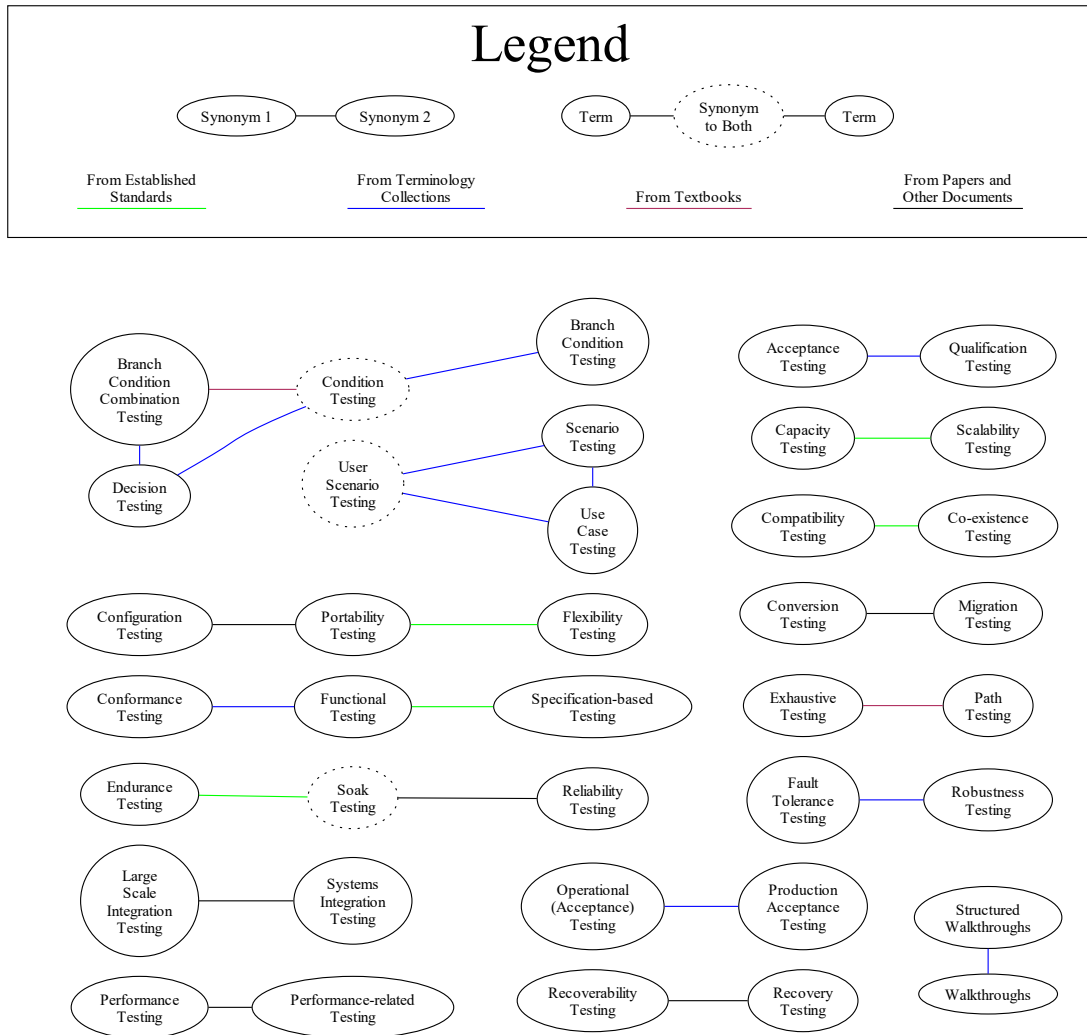 Legend
Synonym 1
Synonym 2
Term
Synonym
to Both
Term
From Established
Standards
From Terminology
Collections
From Textbooks
From Papers and
Other Documents
Branch
Condition
Combination
Testing
Condition
Testing
Branch
Condition
Testing
Decision
Testing
User
Scenario
Testing
Scenario
Testing
Use
Case
Testing
Acceptance
Testing
Qualification
Testing
Capacity
Testing
Scalability
Testing
Compatibility
Testing
Co-existence
Testing
Configuration
Testing
Portability
Testing
Flexibility
Testing
Conversion
Testing
Migration
Testing
Conformance
Testing
Functional
Testing
Specification-based
Testing
Exhaustive
Testing
Path
Testing
Endurance
Testing
Soak
Testing
Reliability
Testing
Fault
Tolerance
Testing
Robustness
Testing
Large
Scale
Integration
Testing
Systems
Integration
Testing
Operational
(Acceptance)
Testing
Production
Acceptance
Testing
Structured
Walkthroughs
Walkthroughs
Performance
Testing
Performance-related
Testing
Recoverability
Testing
Recovery
Testing